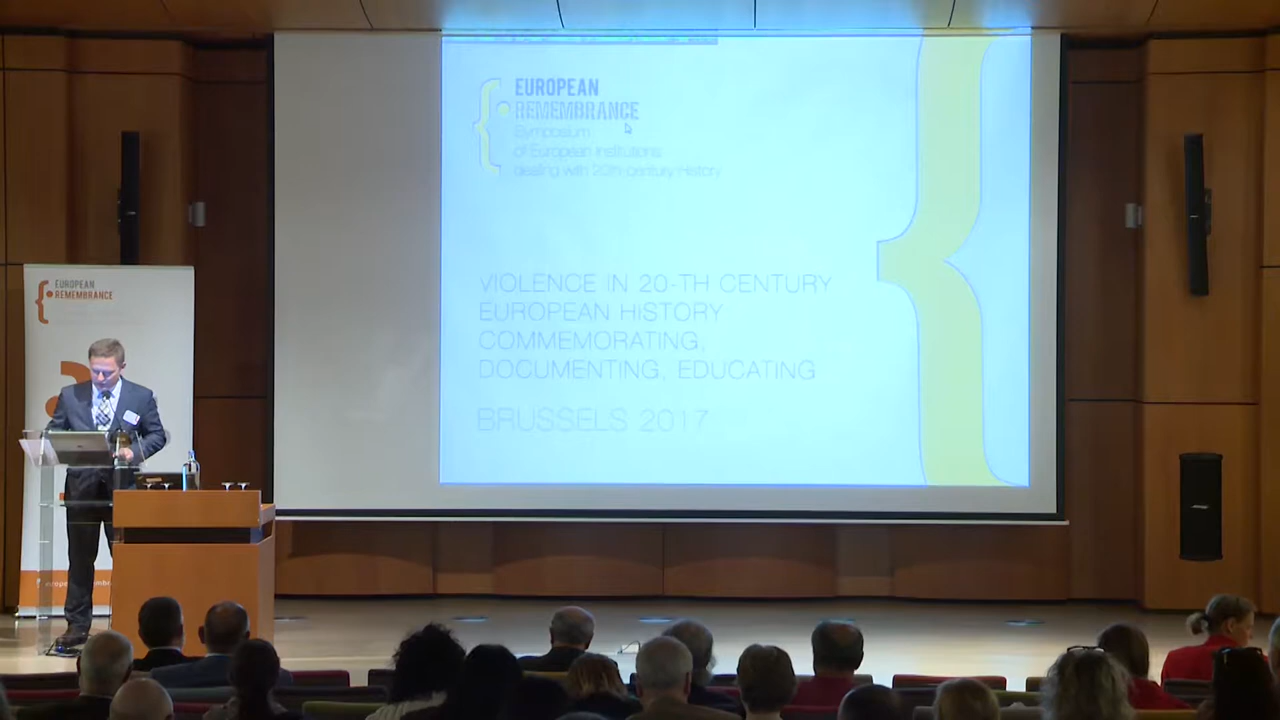 EUROPEAN
REMEMBRANCE
Symposium
of European Institutions
dealing with 20th century History
VIOLENCE IN 20-TH CENTURY
EUROPEAN HISTORY
COMMEMORATING,
DOCUMENTING, EDUCATING
BRUSSELS 2017
EUROPEAN
REMEMBRANCE